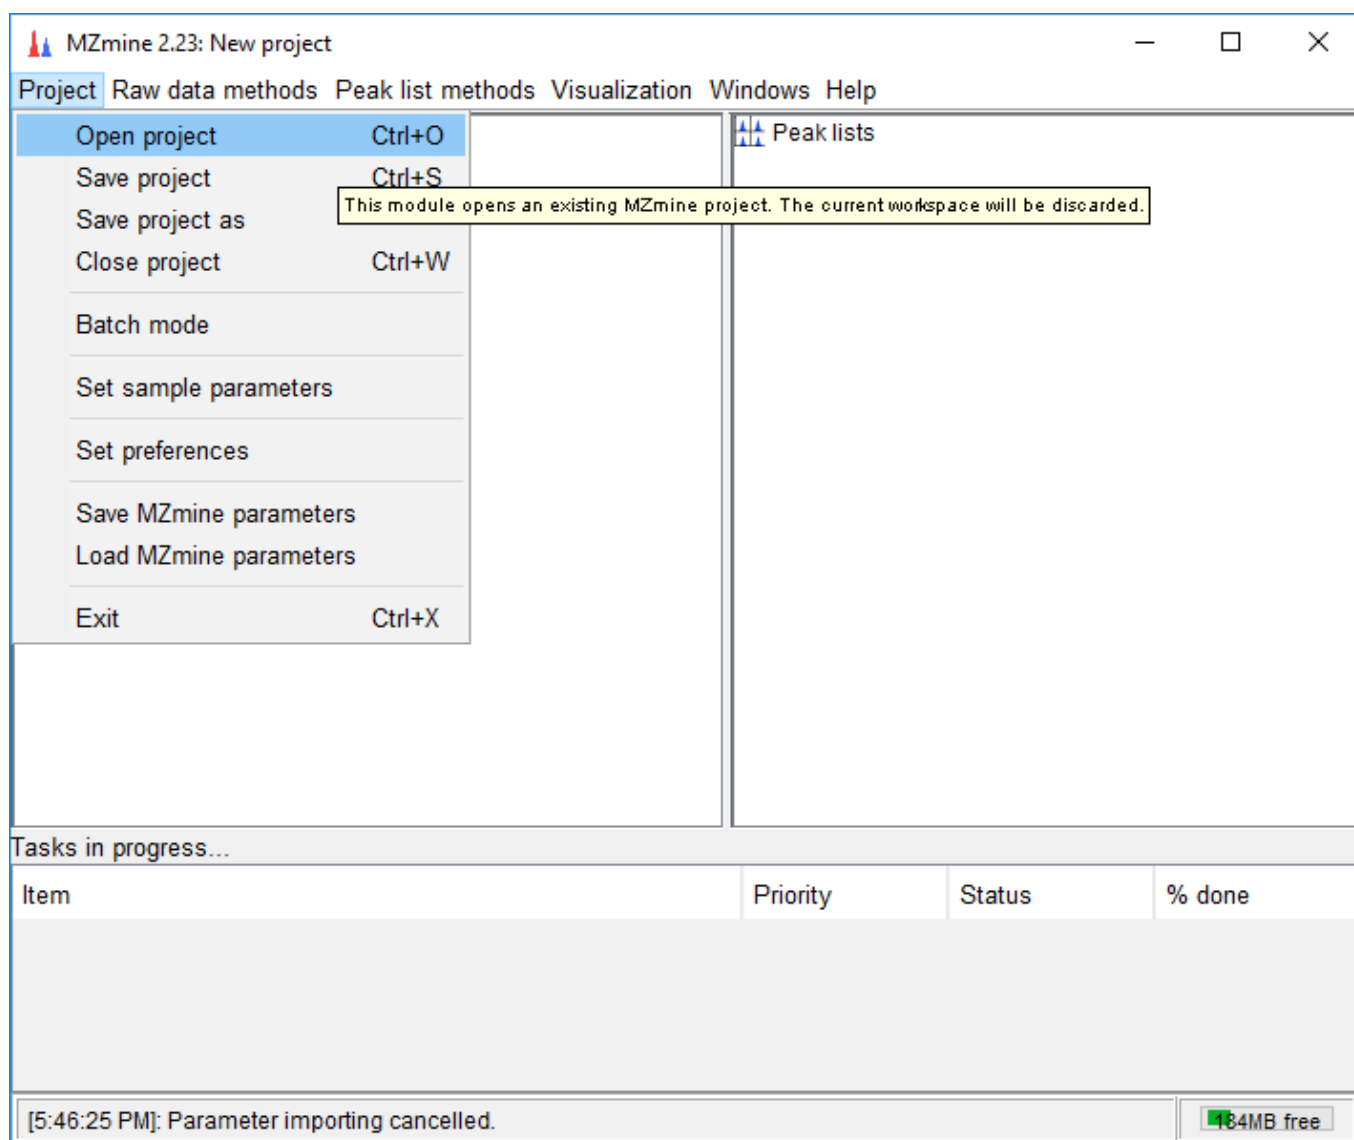 MZmine 2.23: New project
Project Raw data methods Peak list methods Visualization Windows Help
Open project Ctrl+O
Save project Ctrl+S
This module opens an existing MZmine project. The current workspace will be discarded.
Save project as
Close project Ctrl+W
Batch mode
Set sample parameters
Set preferences
Save MZmine parameters
Load MZmine parameters
Exit Ctrl+X
Peak lists
Tasks in progress...
Item Priority Status % done
[5:46:25 PM]: Parameter importing cancelled.
184MB free